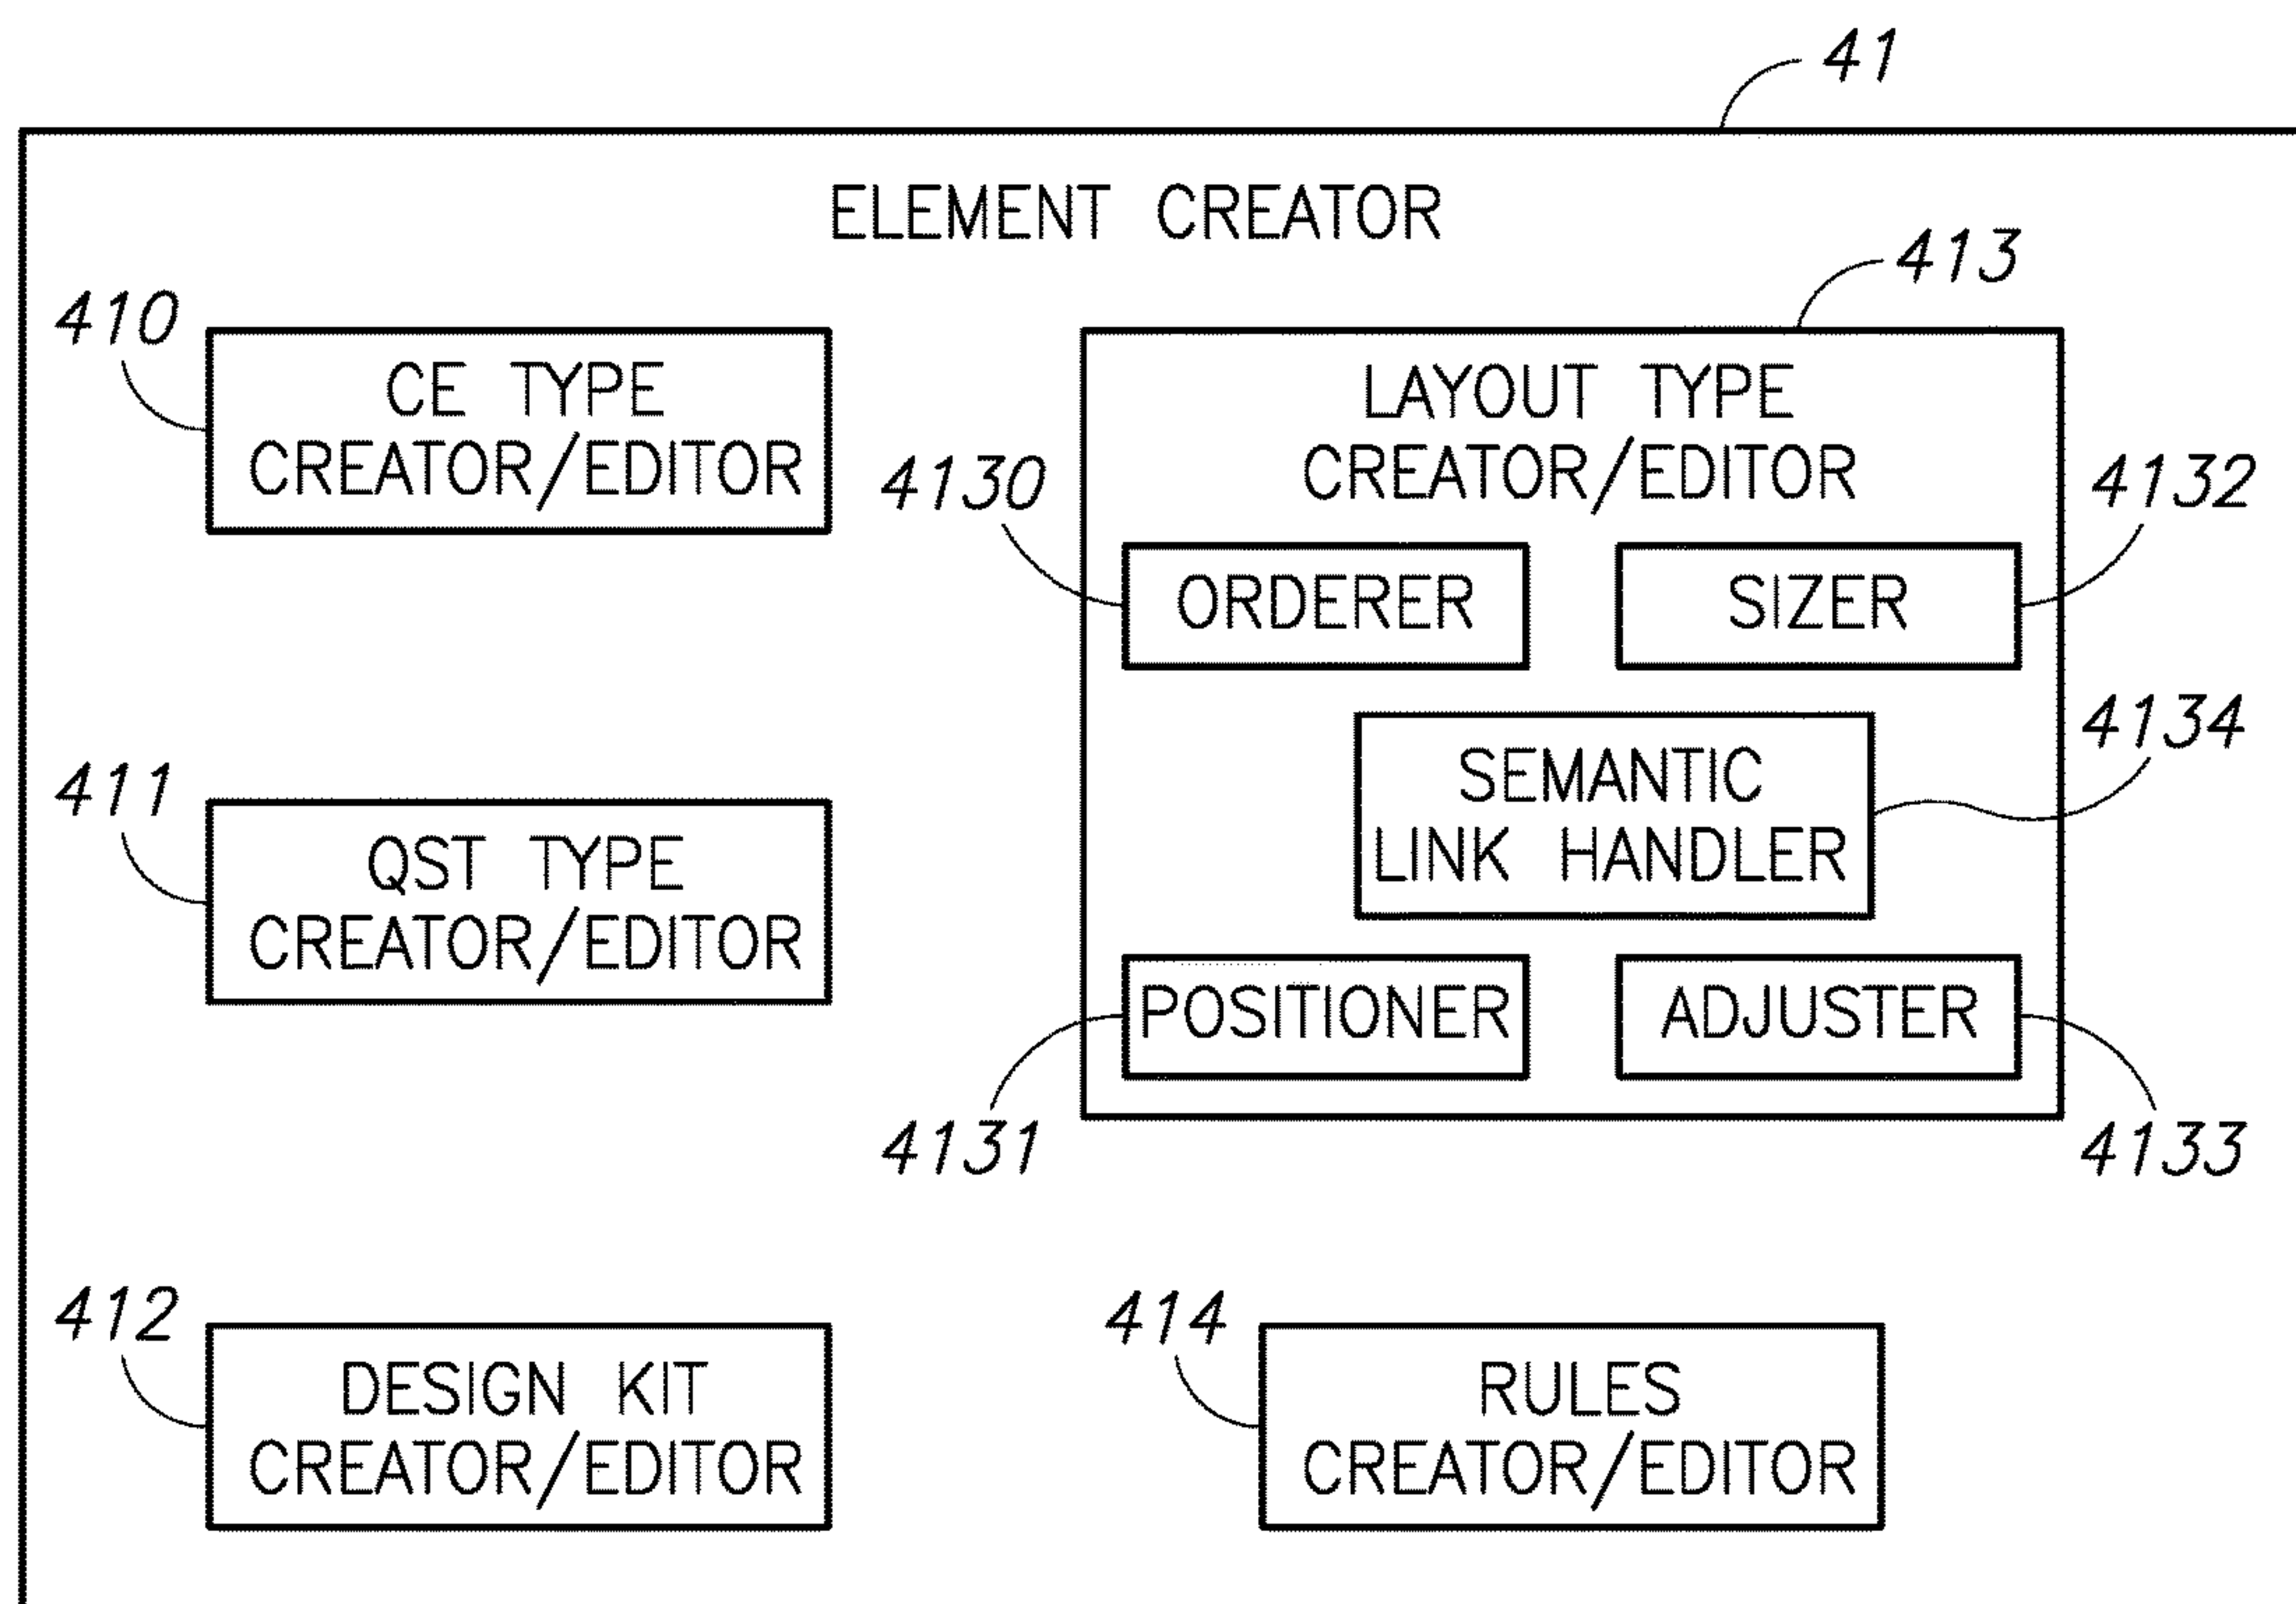 41
ELEMENT CREATOR
410
CE TYPE
CREATOR/EDITOR
411
QST TYPE
CREATOR/EDITOR
412
DESIGN KIT
CREATOR/EDITOR
413
LAYOUT TYPE
CREATOR/EDITOR
4130
ORDERER
4132
SIZER
4134
SEMANTIC
LINK HANDLER
4131
POSITIONER
4133
ADJUSTER
414
RULES
CREATOR/EDITOR